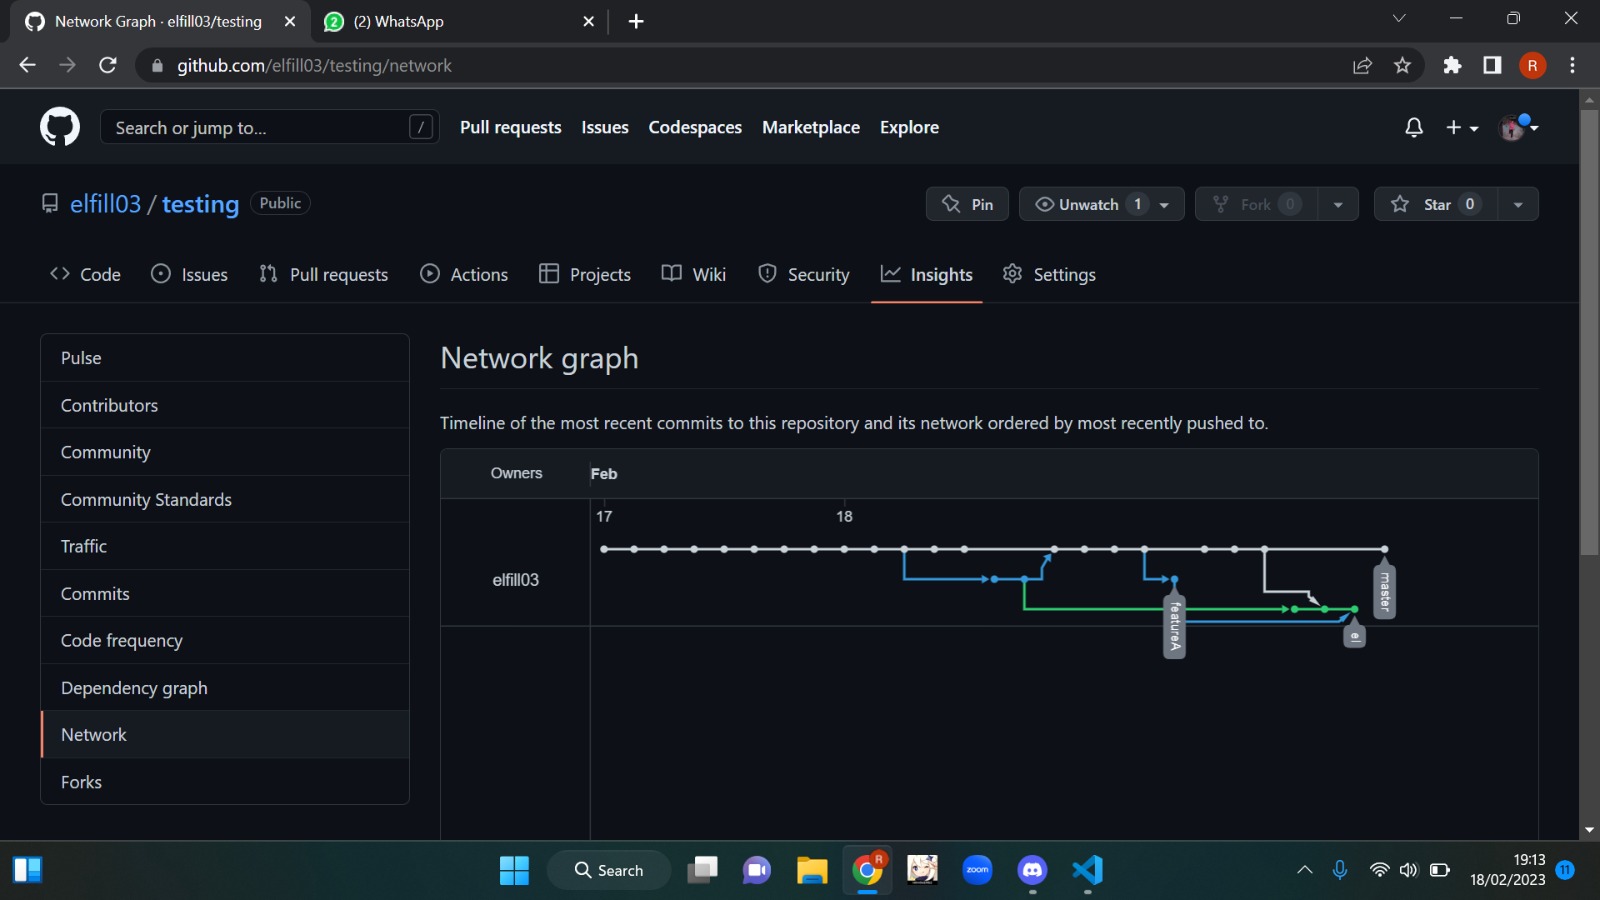 Network Graph · elfill03/testing
2
(2) WhatsApp
github.com/elfill03/testing/network
R
Search or jump to...
/
Pull requests
Issues
Codespaces
Marketplace
Explore
elfill03 / testing
Public
Pin
Unwatch 1
Fork 0
Star 0
Code
Issues
Pull requests
Actions
Projects
Wiki
Security
Insights
Settings
Pulse
Contributors
Community
Community Standards
Traffic
Commits
Code frequency
Dependency graph
Network
Forks
Network graph
Timeline of the most recent commits to this repository and its network ordered by most recently pushed to.
Owners
Feb
17
18
elfill03
master
featureA
el
Search
R
zoom
19:13
18/02/2023
11